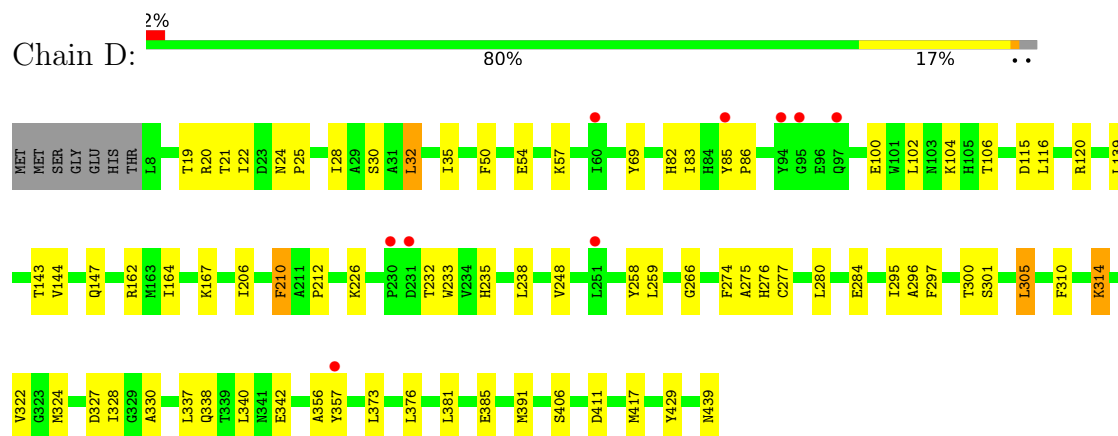 2%
Chain D:
80% 17% • •
MET MET SER GLY GLU HIS THR L8 T19 R20 T21 I22 D23 N24 P25 I28 A29 S30 A31 L32 I35 F50 E54 K57 I60 Y69 H82 I83 H84 Y85 P86 Y94 G95 E96 Q97 E100 W101 L102 N103 K104 H105 T106 D115 L116 R120 L139
T143 V144 Q147 R162 M163 I164 K167 I206 F210 A211 P212 K226 P230 D231 T232 W233 V234 H235 L238 V248 L251 Y258 L259 G266 F274 A275 H276 C277 L280 E284 I295 A296 F297 T300 S301 L305 F310 K314
V322 G323 M324 D327 I328 G329 A330 L337 Q338 T339 L340 N341 E342 A356 Y357 L373 L376 L381 E385 M391 S406 D411 M417 Y429 N439